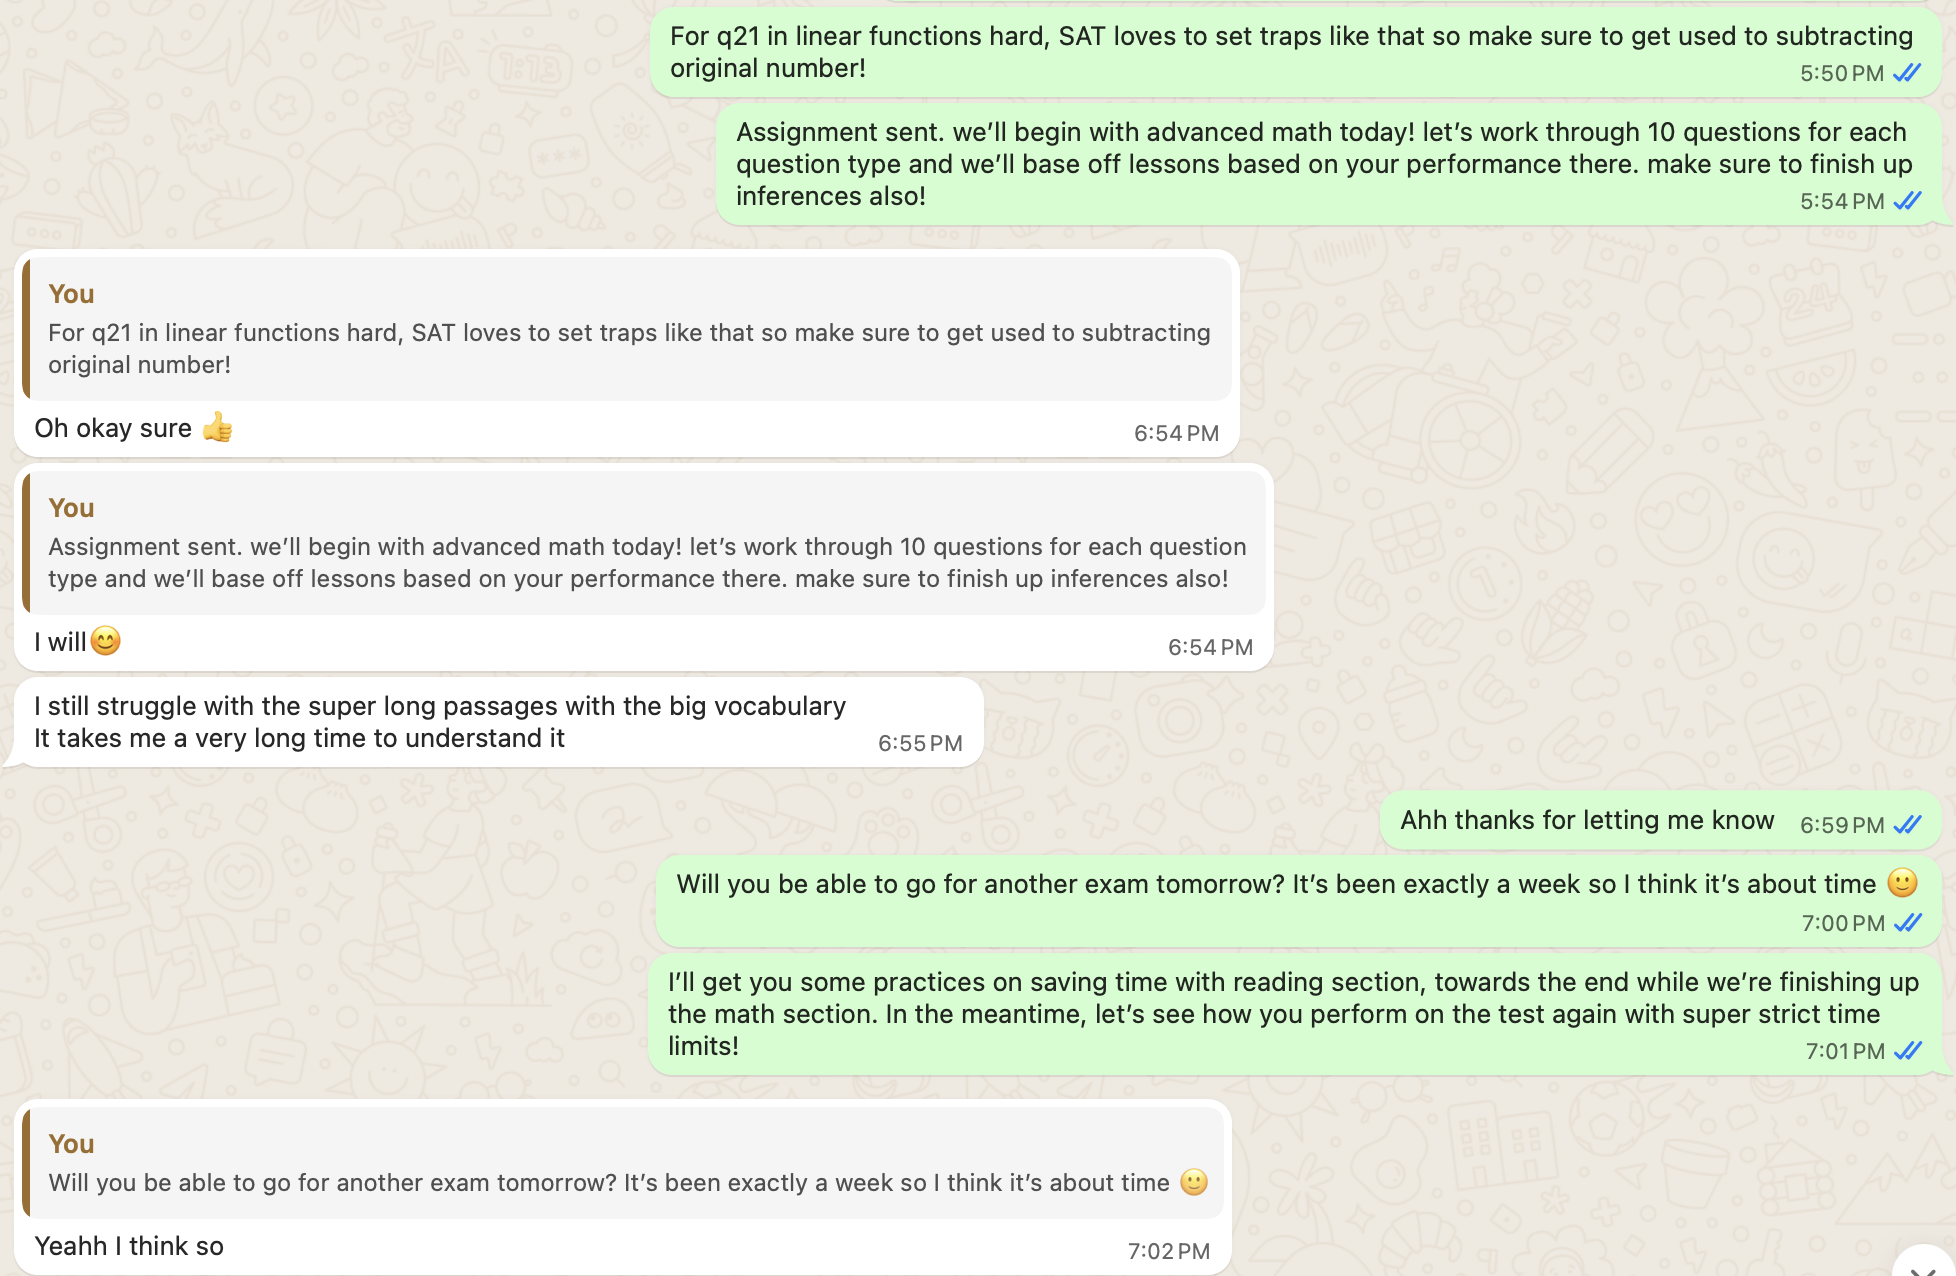 For q21 in linear functions hard, SAT loves to set traps like that so make sure to get used to subtracting
original number!
5:50 PM
Assignment sent. we’ll begin with advanced math today! let’s work through 10 questions for each
question type and we’ll base off lessons based on your performance there. make sure to finish up
inferences also!
5:54 PM
You
For q21 in linear functions hard, SAT loves to set traps like that so make sure to get used to subtracting
original number!
Oh okay sure 👍
6:54 PM
You
Assignment sent. we’ll begin with advanced math today! let’s work through 10 questions for each question
type and we’ll base off lessons based on your performance there. make sure to finish up inferences also!
I will😊
6:54 PM
I still struggle with the super long passages with the big vocabulary
It takes me a very long time to understand it
6:55 PM
Ahh thanks for letting me know
6:59 PM
Will you be able to go for another exam tomorrow? It’s been exactly a week so I think it’s about time 🙂
7:00 PM
I’ll get you some practices on saving time with reading section, towards the end while we’re finishing up
the math section. In the meantime, let’s see how you perform on the test again with super strict time
limits!
7:01 PM
You
Will you be able to go for another exam tomorrow? It’s been exactly a week so I think it’s about time 🙂
Yeahh I think so
7:02 PM